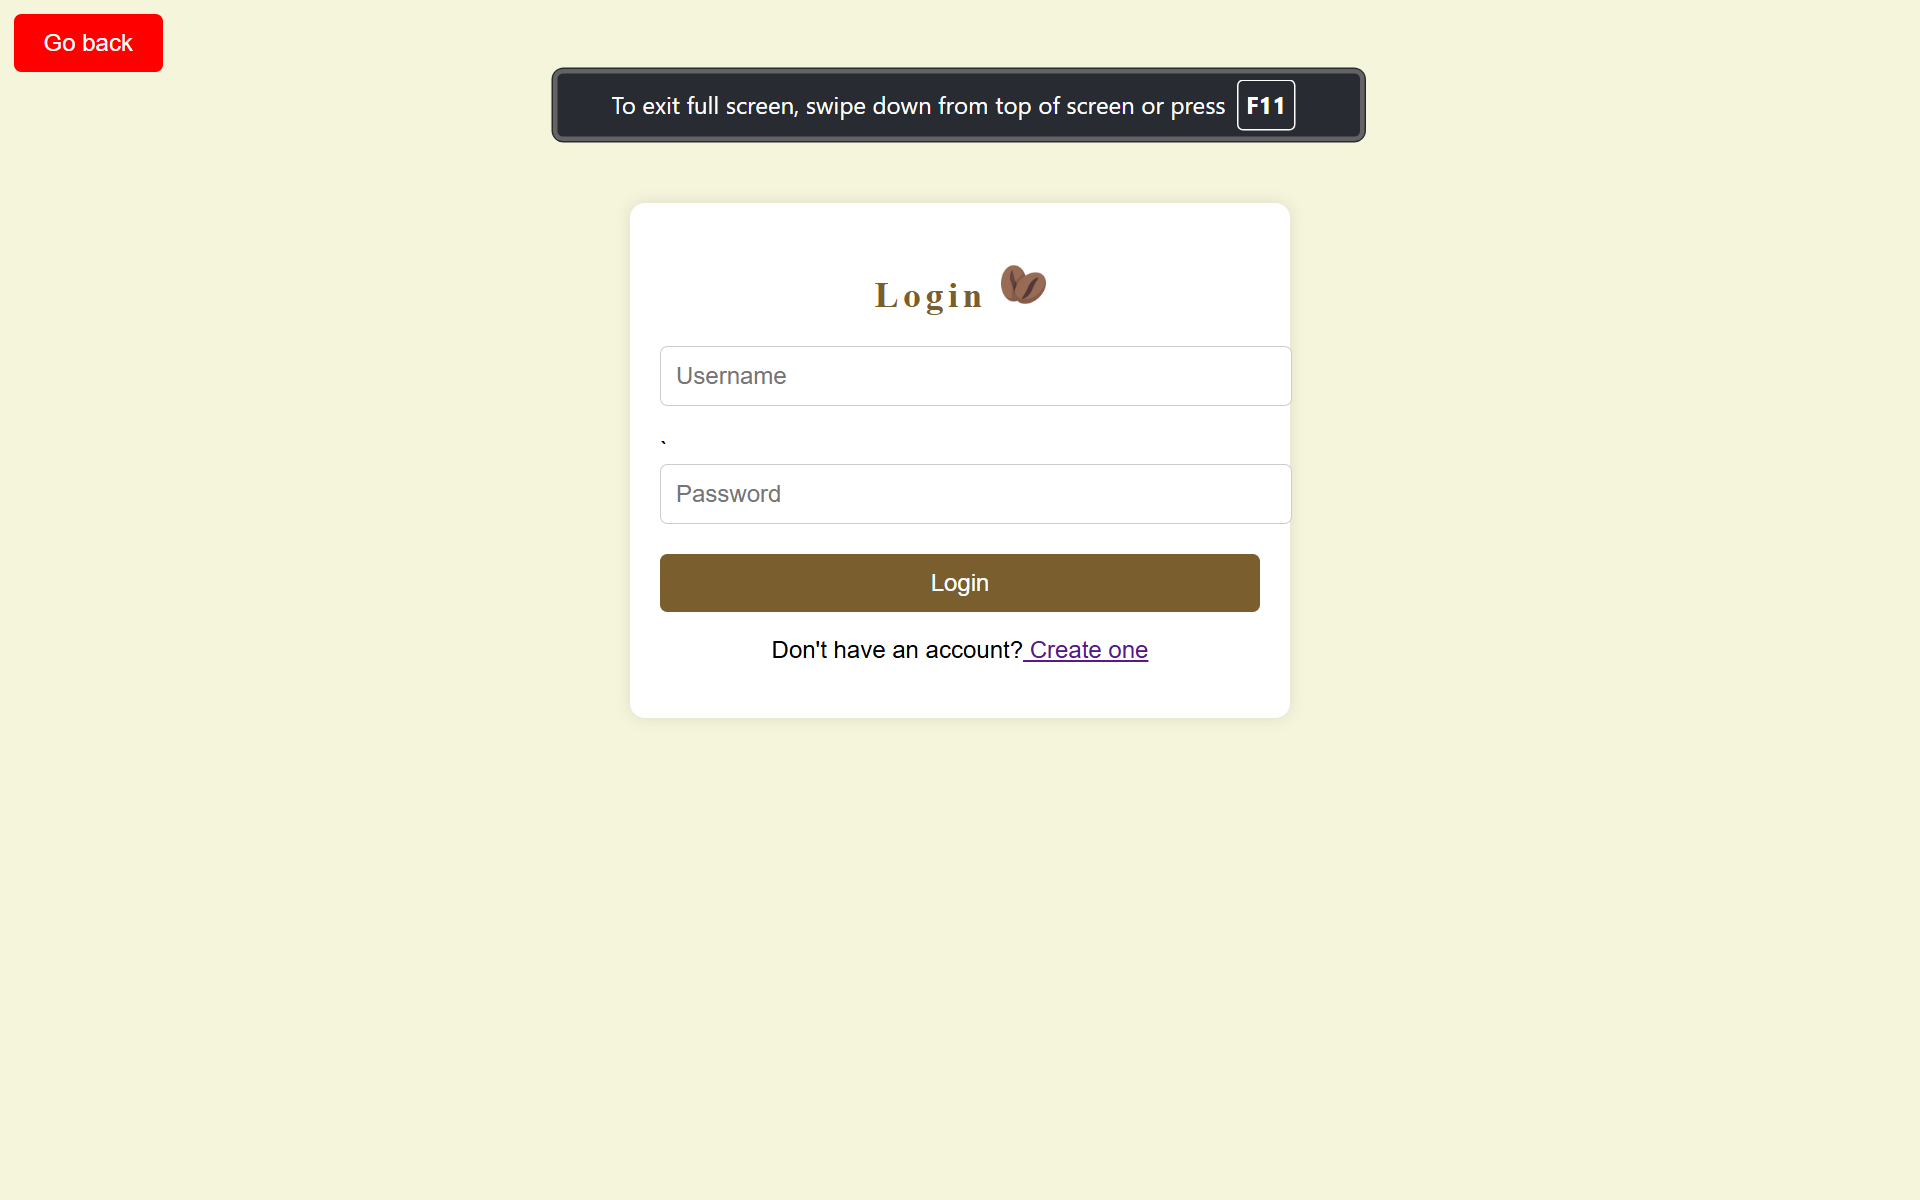 Go back
To exit full screen, swipe down from top of screen or press F11
Login
Username
`
Password
Login
Don't have an account? Create one